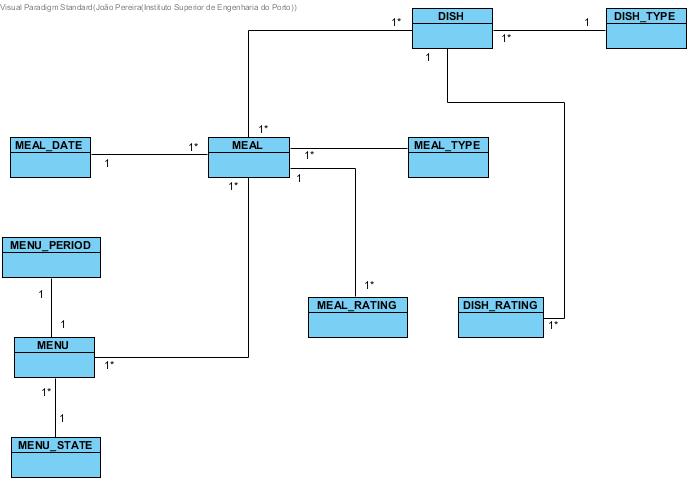 Visual Paradigm Standard(João Pereira(Instituto Superior de Engenharia do Porto))
DISH
DISH_TYPE
1*
1
1*
1
1*
MEAL_DATE
MEAL
MEAL_TYPE
1*
1
1*
1*
1
MENU_PERIOD
1
1*
MEAL_RATING
DISH_RATING
1
1*
MENU
1*
1*
1
MENU_STATE